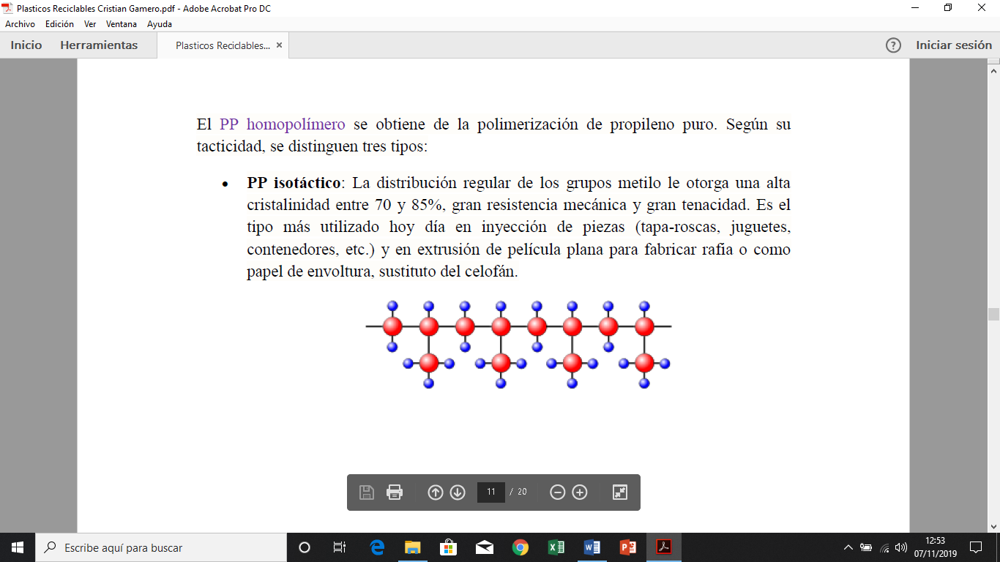 Plasticos Reciclables Cristian Gamero.pdf - Adobe Acrobat Pro DC
Archivo Edición Ver Ventana Ayuda
Inicio Herramientas Plasticos Reciclables... × ? Iniciar sesión
El PP homopolímero se obtiene de la polimerización de propileno puro. Según su
tacticidad, se distinguen tres tipos:
• PP isotáctico: La distribución regular de los grupos metilo le otorga una alta
cristalinidad entre 70 y 85%, gran resistencia mecánica y gran tenacidad. Es el
tipo más utilizado hoy día en inyección de piezas (tapa-roscas, juguetes,
contenedores, etc.) y en extrusión de película plana para fabricar rafia o como
papel de envoltura, sustituto del celofán.
11 / 20
Escribe aquí para buscar
12:53
07/11/2019